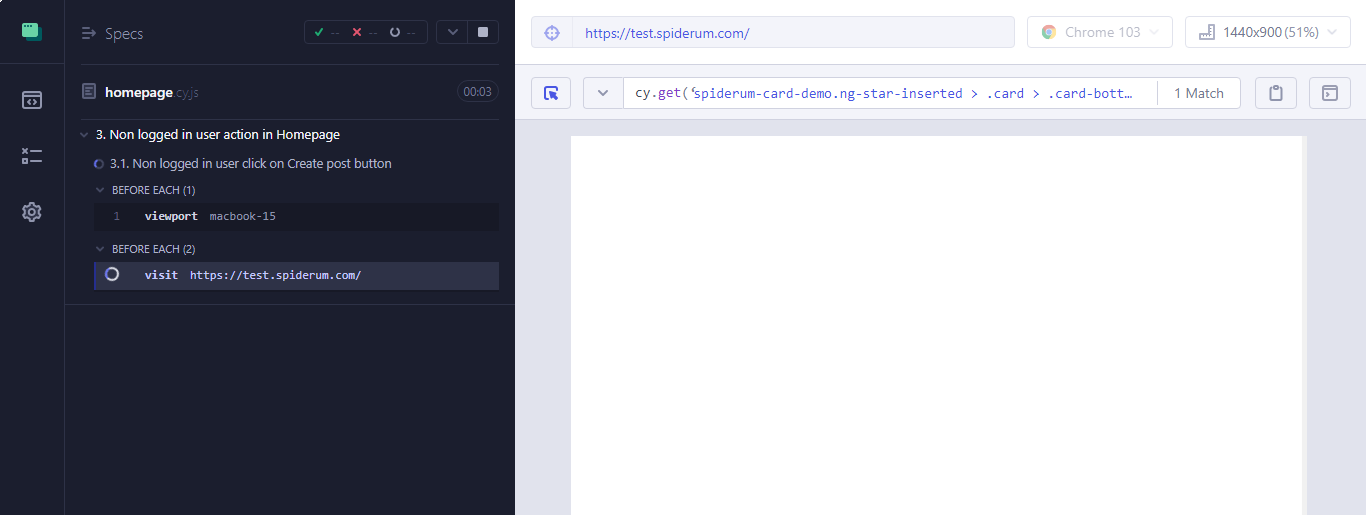 Specs
-- -- --
homepage.cy.js
00:03
3. Non logged in user action in Homepage
3.1. Non logged in user click on Create post button
BEFORE EACH (1)
1 viewport macbook-15
BEFORE EACH (2)
visit https://test.spiderum.com/
https://test.spiderum.com/
Chrome 103
1440x900 (51%)
cy.get('spiderum-card-demo.ng-star-inserted > .card > .card-bott…
1 Match